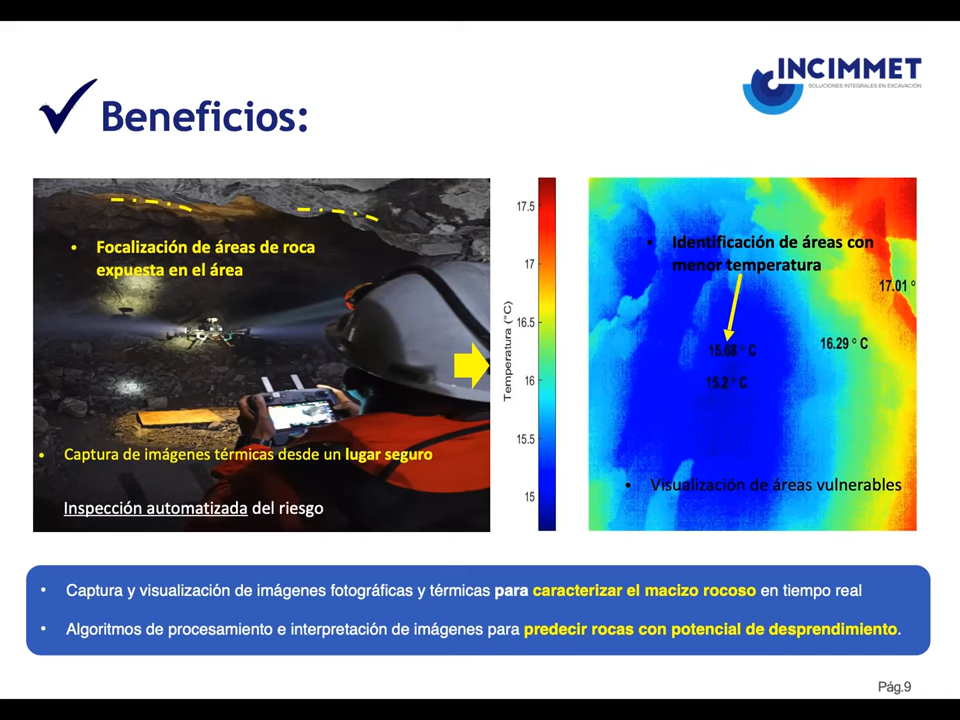 INCIMMET
SOLUCIONES INTEGRALES EN EXCAVACIÓN
Beneficios:
• Focalización de áreas de roca
expuesta en el área
• Captura de imágenes térmicas desde un lugar seguro
Inspección automatizada del riesgo
Temperatura (°C)
17.5
17
16.5
16
15.5
15
• Identificación de áreas con
menor temperatura
17.01 °
16.29 ° C
15.68 ° C
15.2 ° C
• Visualización de áreas vulnerables
• Captura y visualización de imágenes fotográficas y térmicas para caracterizar el macizo rocoso en tiempo real
• Algoritmos de procesamiento e interpretación de imágenes para predecir rocas con potencial de desprendimiento.
Pág.9